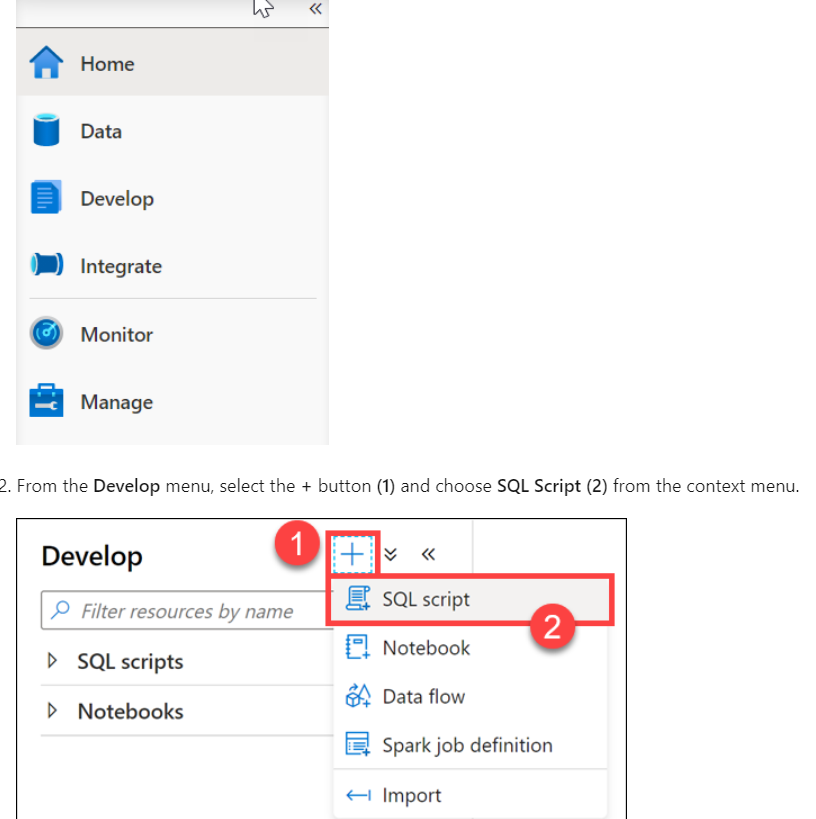 «
Home
Data
Develop
Integrate
Monitor
Manage
2. From the Develop menu, select the + button (1) and choose SQL Script (2) from the context menu.
Develop
1
«
Filter resources by name
SQL script
2
SQL scripts
Notebook
Notebooks
Data flow
Spark job definition
Import